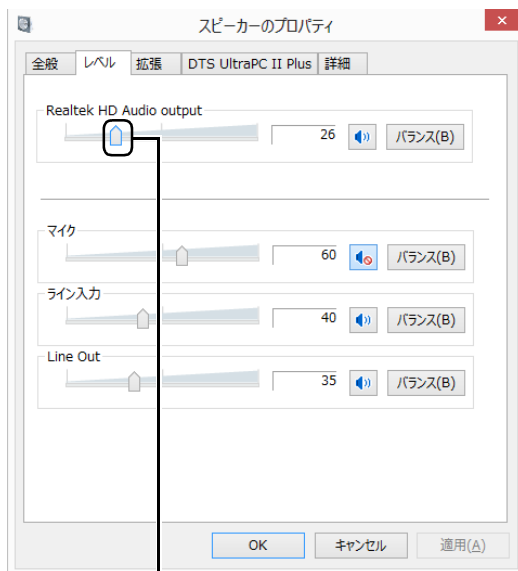 スピーカーのプロパティ
全般 レベル 拡張 DTS UltraPC II Plus 詳細
Realtek HD Audio output
26 バランス(B)
マイク
60 バランス(B)
ライン入力
40 バランス(B)
Line Out
35 バランス(B)
OK キャンセル 適用(A)